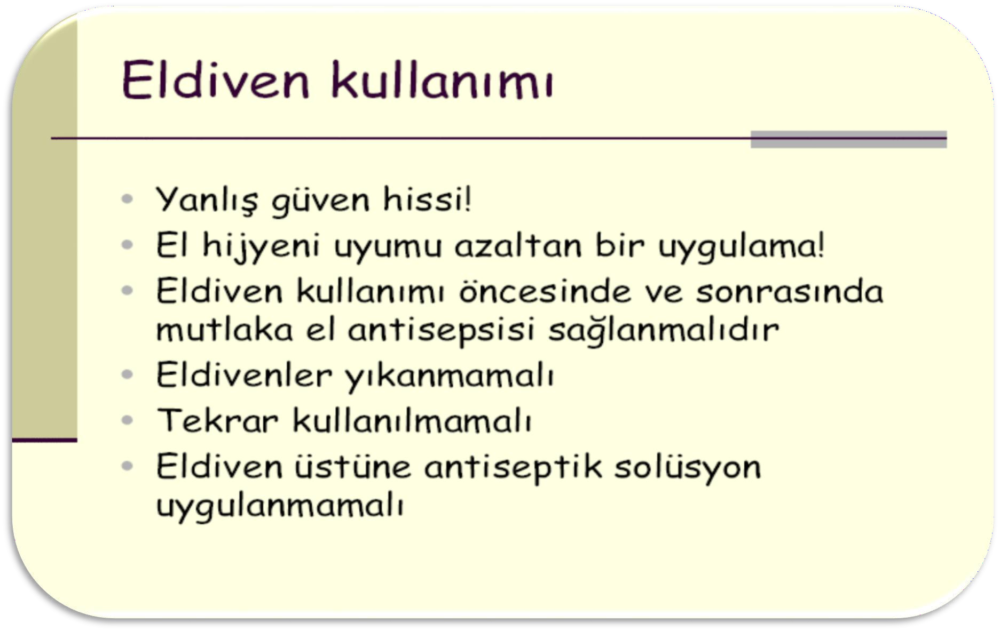 Eldiven kullanımı
• Yanlış güven hissi!
• El hijyeni uyumu azaltan bir uygulama!
• Eldiven kullanımı öncesinde ve sonrasında
mutlaka el antisepsisi sağlanmalıdır
• Eldivenler yıkanmamalı
• Tekrar kullanılmamalı
• Eldiven üstüne antiseptik solüsyon
uygulanmamalı